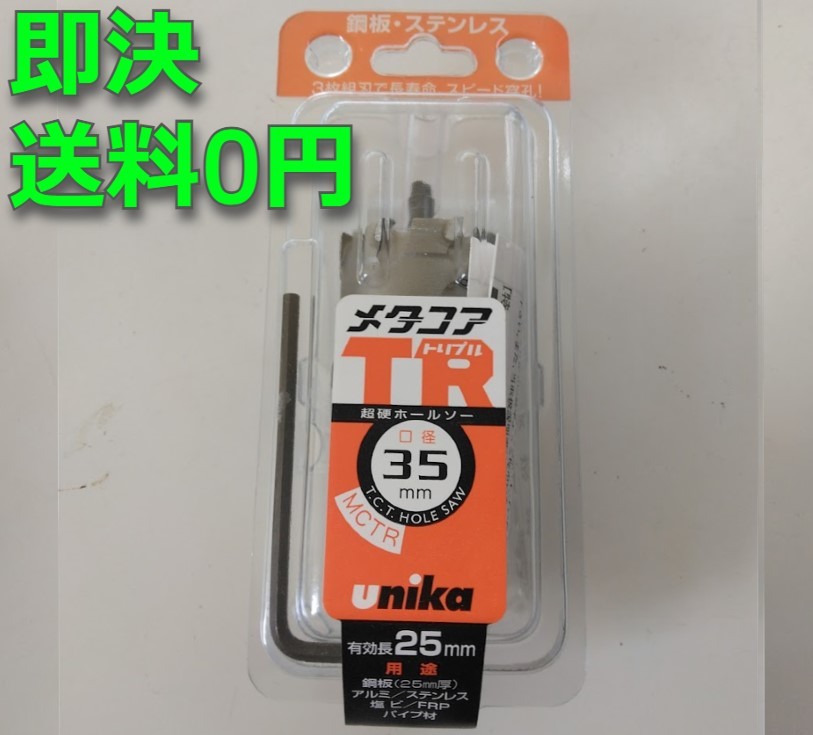 即決
送料0円
鋼板・ステンレス
3枚組刃で長寿命、スピード穿孔!
メタコア
トリプル
TR
超硬ホールソー
口径
35
mm
T.C.T. HOLE SAW
MCTR
unika
有効長25mm
用途
鋼板(25mm厚)
アルミ/ステンレス
塩ビ/FRP
パイプ材